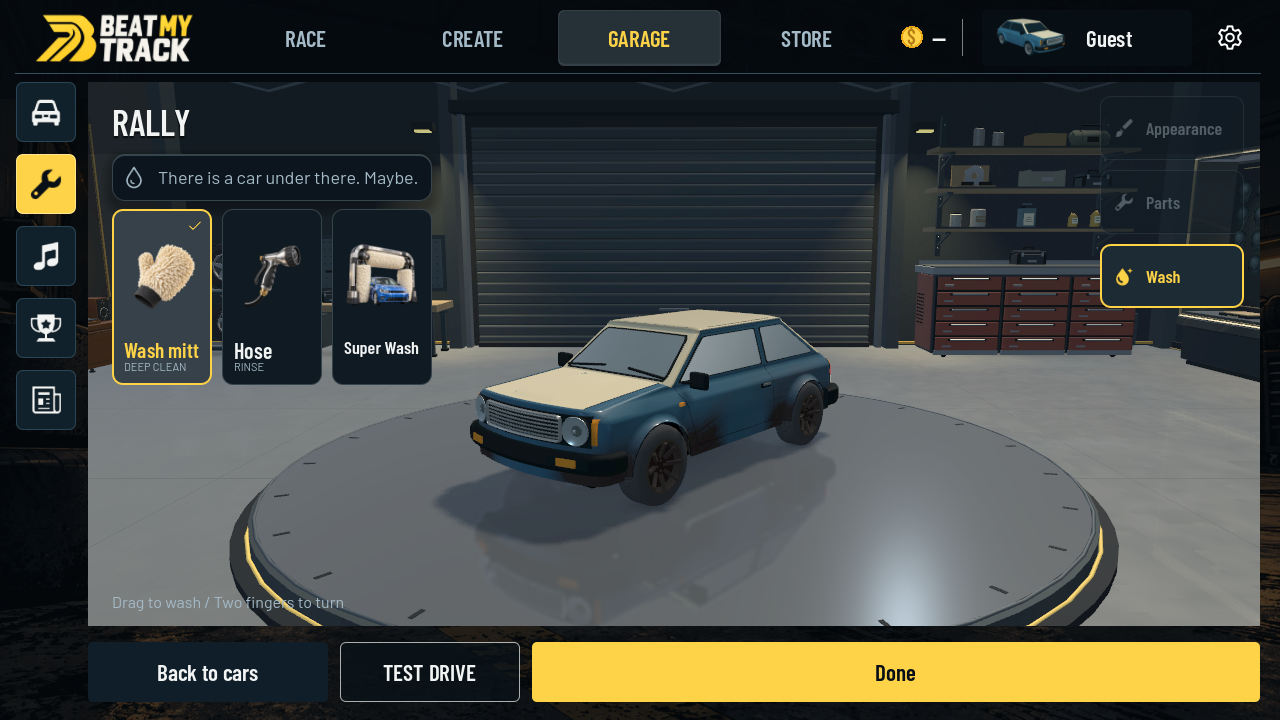 BEAT MY TRACK
RACE
CREATE
GARAGE
STORE
$ –
Guest
RALLY
There is a car under there. Maybe.
Wash mitt
DEEP CLEAN
Hose
RINSE
Super Wash
Appearance
Parts
Wash
Drag to wash / Two fingers to turn
Back to cars
TEST DRIVE
Done